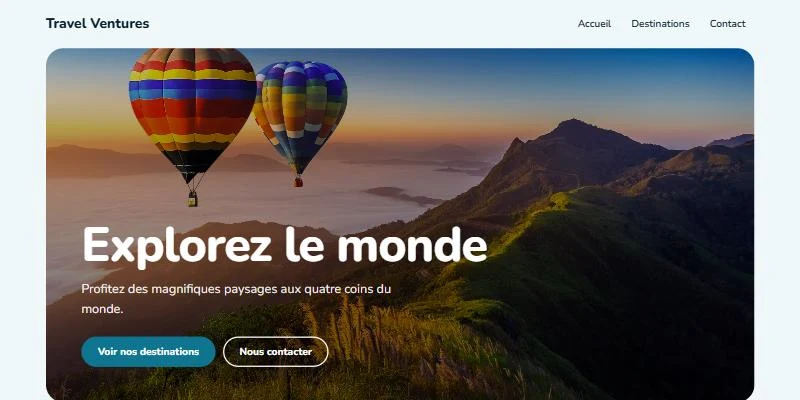 Travel Ventures
Accueil Destinations Contact
Explorez le monde
Profitez des magnifiques paysages aux quatre coins du
monde.
Voir nos destinations Nous contacter